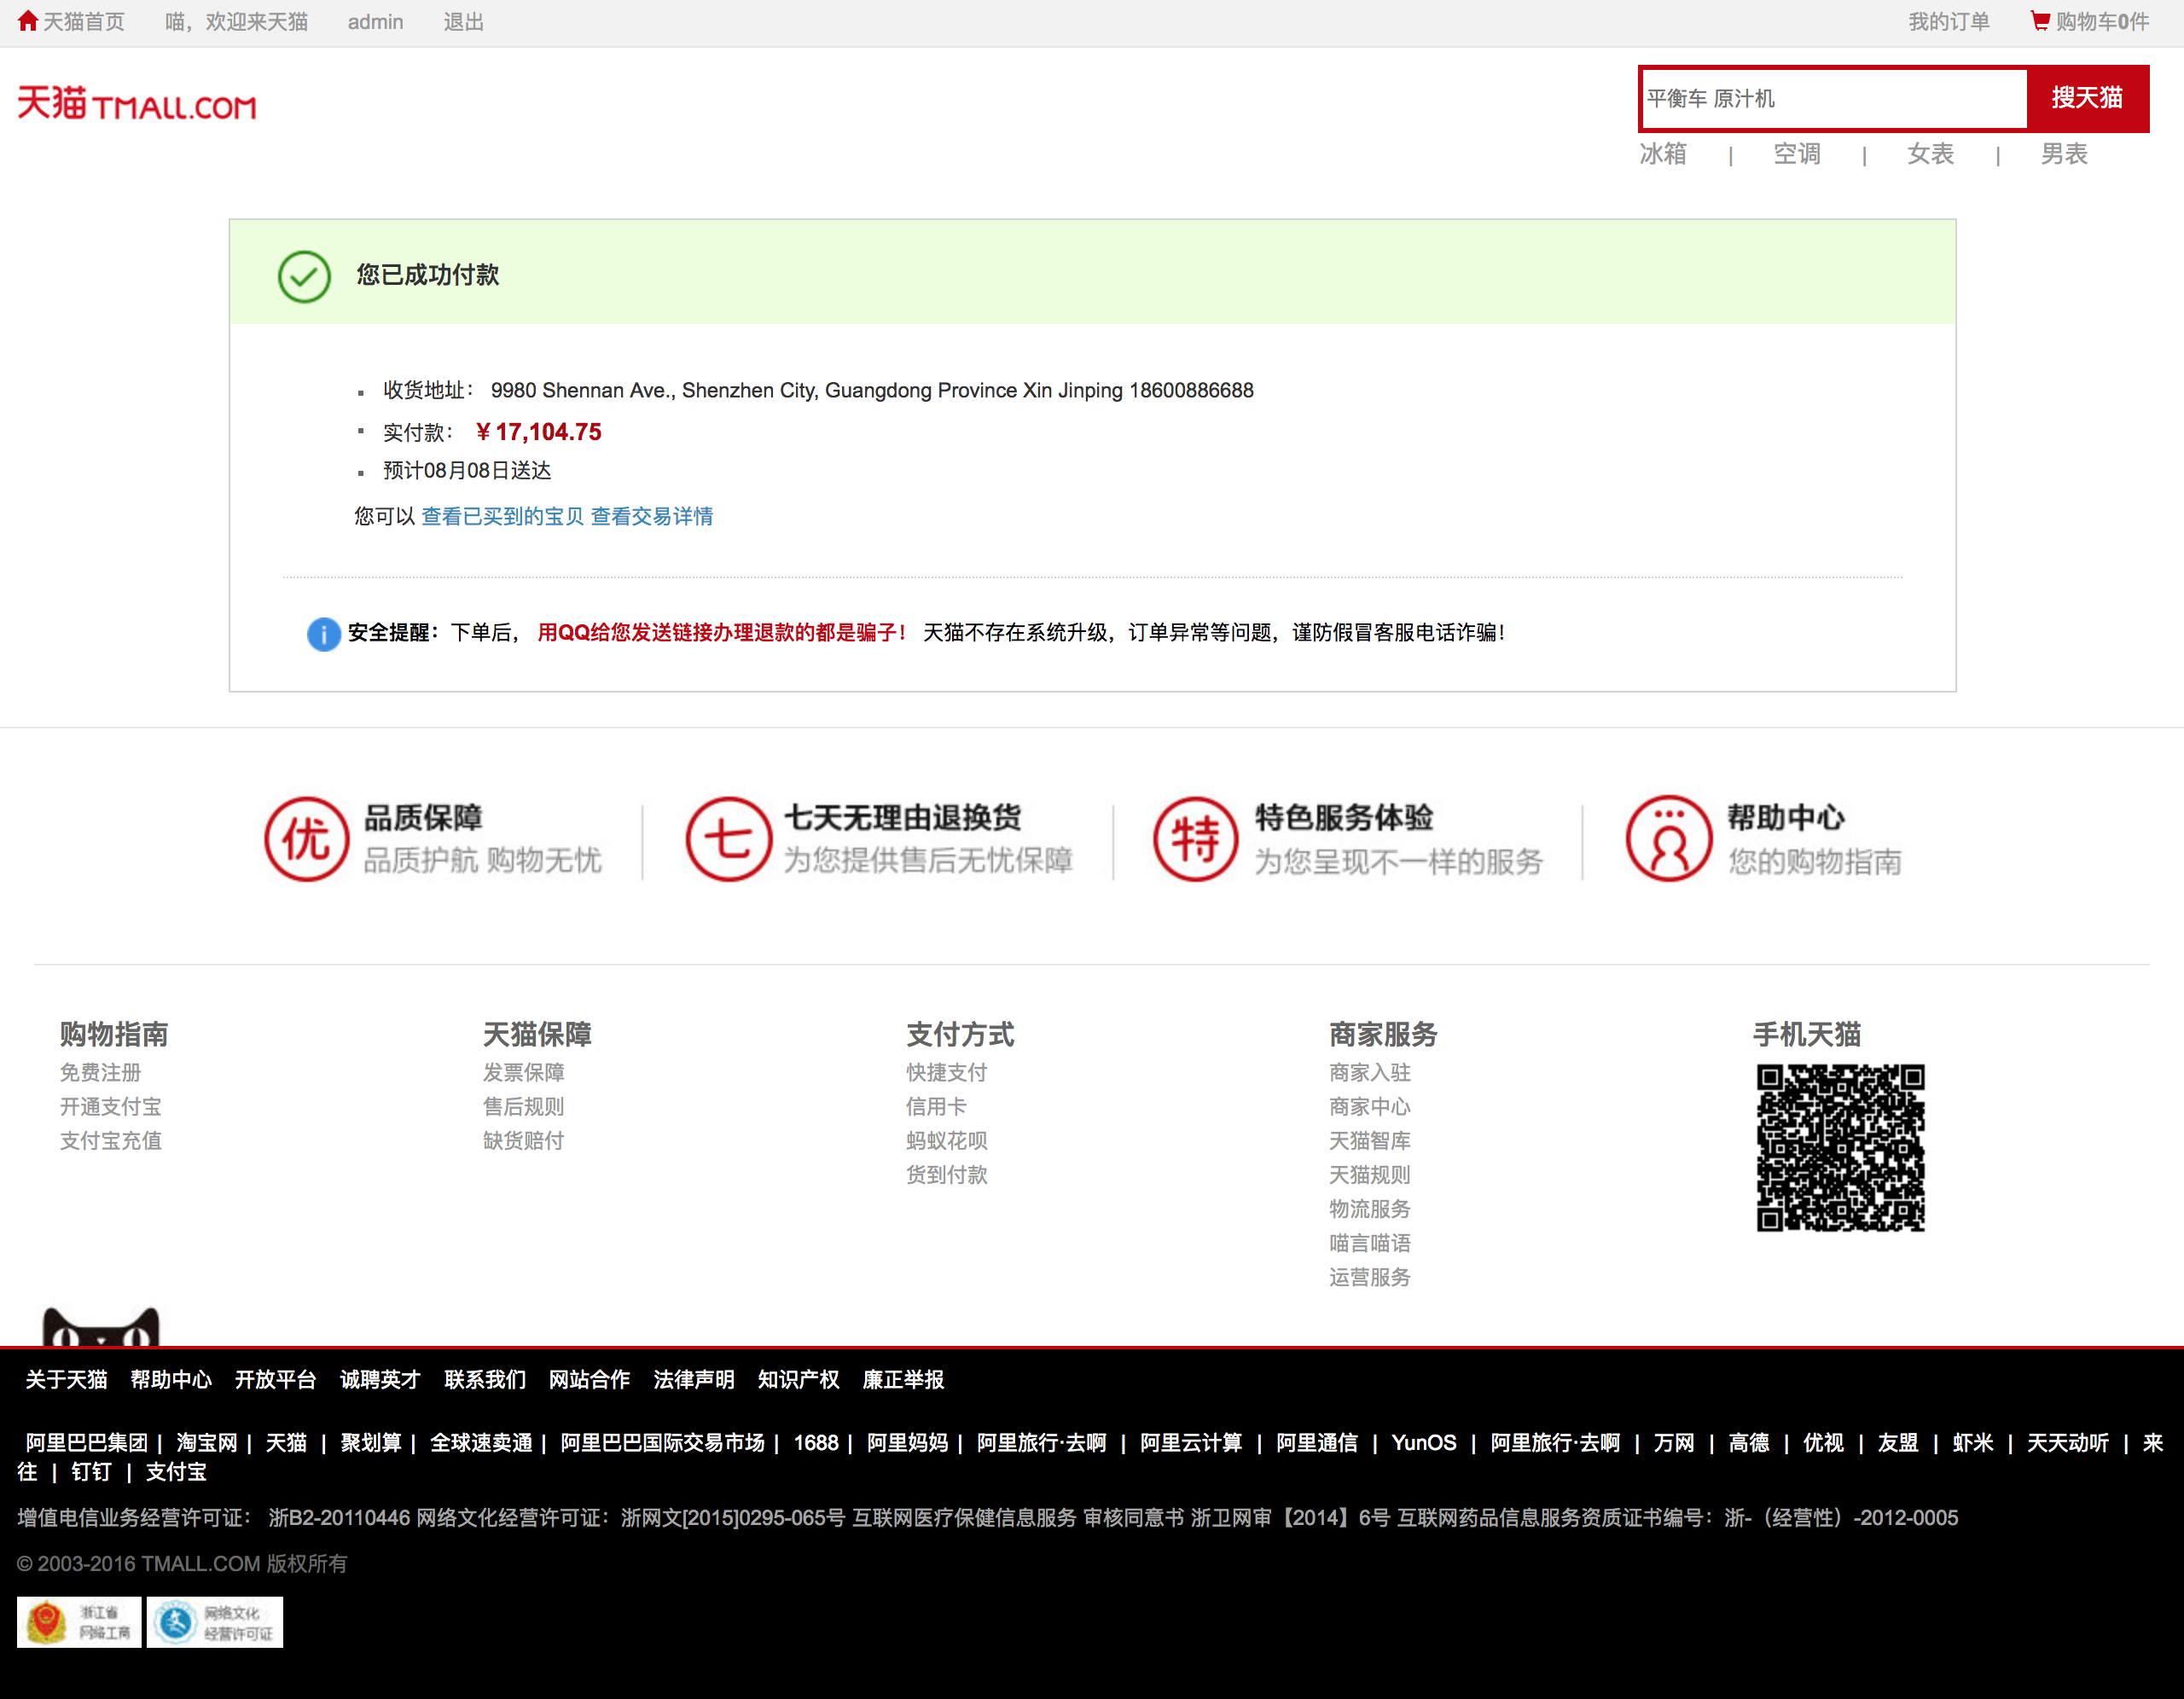 天猫首页 喵，欢迎来天猫 admin 退出 我的订单 购物车0件
天猫 TMALL.COM
平衡车 原汁机 搜天猫
冰箱 | 空调 | 女表 | 男表
您已成功付款
收货地址： 9980 Shennan Ave., Shenzhen City, Guangdong Province Xin Jinping 18600886688
实付款： ￥17,104.75
预计08月08日送达
您可以 查看已买到的宝贝 查看交易详情
安全提醒：下单后， 用QQ给您发送链接办理退款的都是骗子！ 天猫不存在系统升级，订单异常等问题，谨防假冒客服电话诈骗！
优 品质保障
品质护航 购物无忧
七 七天无理由退换货
为您提供售后无忧保障
特 特色服务体验
为您呈现不一样的服务
帮助中心
您的购物指南
购物指南
免费注册
开通支付宝
支付宝充值
天猫保障
发票保障
售后规则
缺货赔付
支付方式
快捷支付
信用卡
蚂蚁花呗
货到付款
商家服务
商家入驻
商家中心
天猫智库
天猫规则
物流服务
喵言喵语
运营服务
手机天猫
关于天猫 帮助中心 开放平台 诚聘英才 联系我们 网站合作 法律声明 知识产权 廉正举报
阿里巴巴集团 | 淘宝网 | 天猫 | 聚划算 | 全球速卖通 | 阿里巴巴国际交易市场 | 1688 | 阿里妈妈 | 阿里旅行·去啊 | 阿里云计算 | 阿里通信 | YunOS | 阿里旅行·去啊 | 万网 | 高德 | 优视 | 友盟 | 虾米 | 天天动听 | 来
往 | 钉钉 | 支付宝
增值电信业务经营许可证： 浙B2-20110446 网络文化经营许可证：浙网文[2015]0295-065号 互联网医疗保健信息服务 审核同意书 浙卫网审【2014】6号 互联网药品信息服务资质证书编号：浙-（经营性）-2012-0005
© 2003-2016 TMALL.COM 版权所有
浙江省
网络工商
网络文化
经营许可证